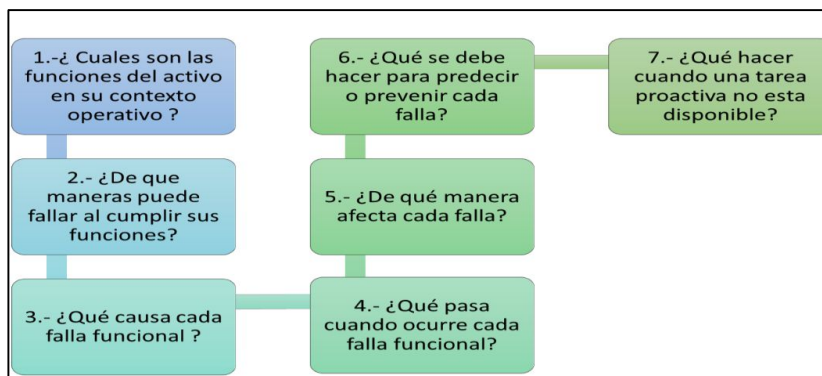 1.-¿ Cuales son las
funciones del activo
en su contexto
operativo ?
2.- ¿De que
maneras puede
fallar al cumplir sus
funciones?
3.- ¿Qué causa cada
falla funcional ?
4.- ¿Qué pasa
cuando ocurre cada
falla funcional?
5.- ¿De qué manera
afecta cada falla?
6.- ¿Qué se debe
hacer para predecir
o prevenir cada
falla?
7.- ¿Qué hacer
cuando una tarea
proactiva no esta
disponible?